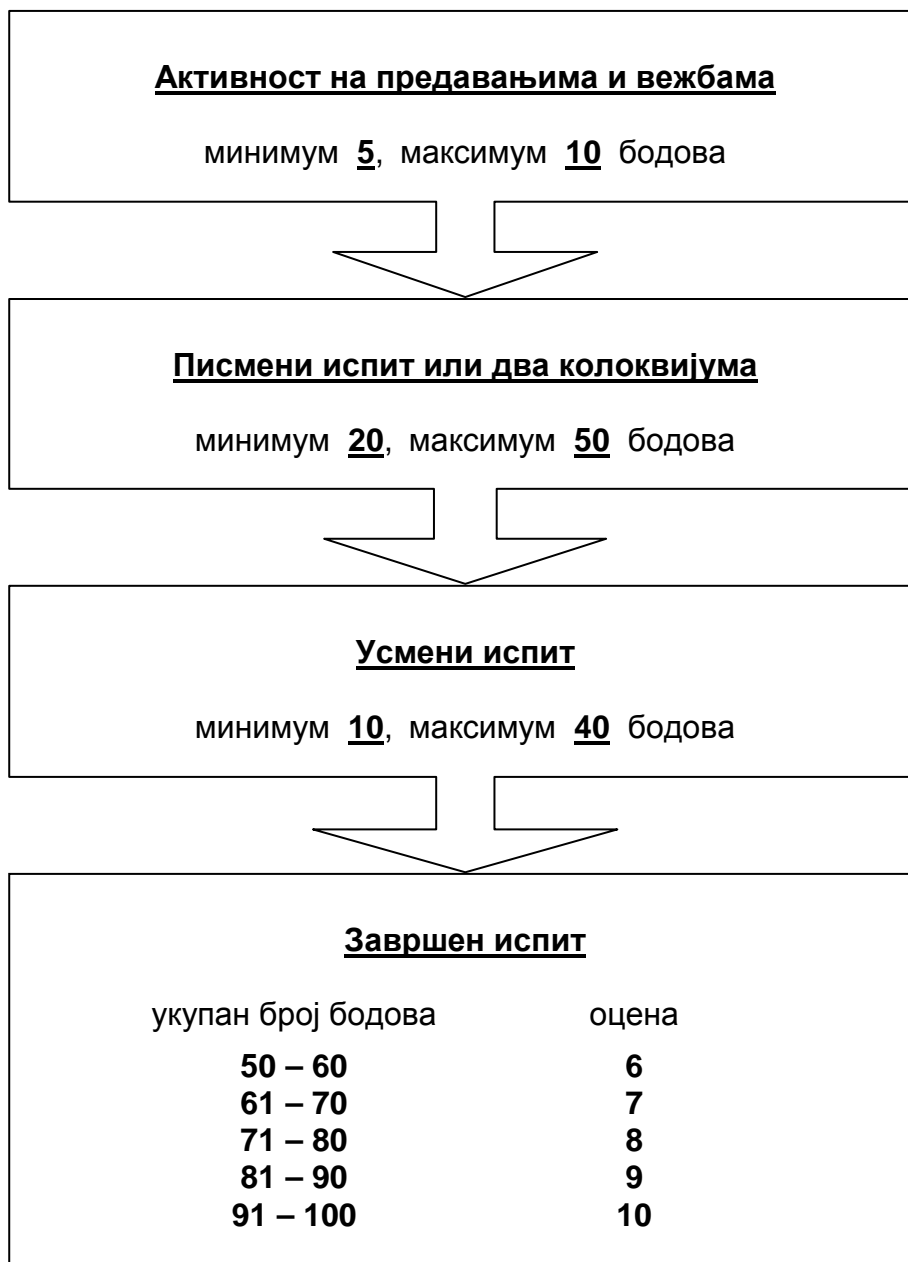 Активност на предавањима и вежбама
минимум 5, максимум 10 бодова
Писмени испит или два колоквијума
минимум 20, максимум 50 бодова
Усмени испит
минимум 10, максимум 40 бодова
Завршен испит
укупан број бодова оцена
50 – 60 6
61 – 70 7
71 – 80 8
81 – 90 9
91 – 100 10